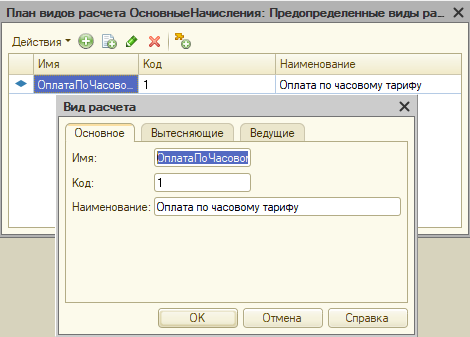 План видов расчета ОсновныеНачисления: Предопределенные виды ра...
Действия
Имя Код Наименование
ОплатаПоЧасово... 1 Оплата по часовому тарифу
Вид расчета
Основное Вытесняющие Ведущие
Имя: ОплатаПоЧасовог
Код: 1
Наименование: Оплата по часовому тарифу
OK Отмена Справка